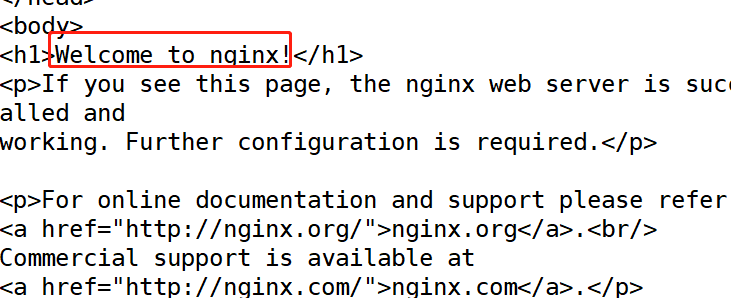 </head>
<body>
<h1>Welcome to nginx!</h1>
<p>If you see this page, the nginx web server is succ
alled and
working. Further configuration is required.</p>
<p>For online documentation and support please refer
<a href="http://nginx.org/">nginx.org</a>.<br/>
Commercial support is available at
<a href="http://nginx.com/">nginx.com</a>.</p>